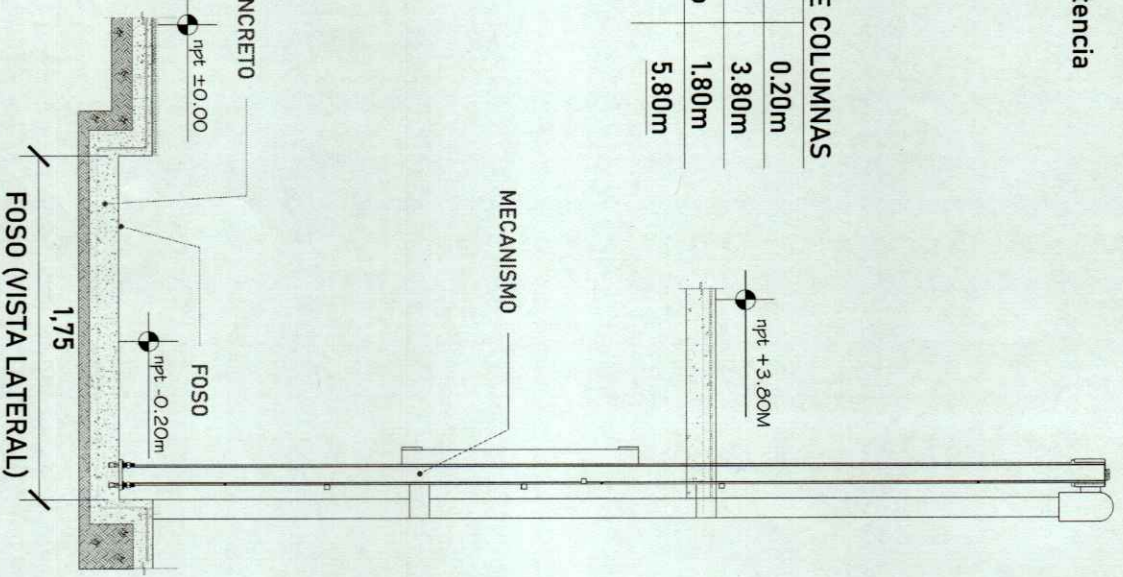 tencia
E COLUMNAS
0.20m
3.80m
1.80m
5.80m
npt +3.80M
MECANISMO
NCRETO
npt ±0.00
FOSO
npt -0.20m
1,75
FOSO (VISTA LATERAL)